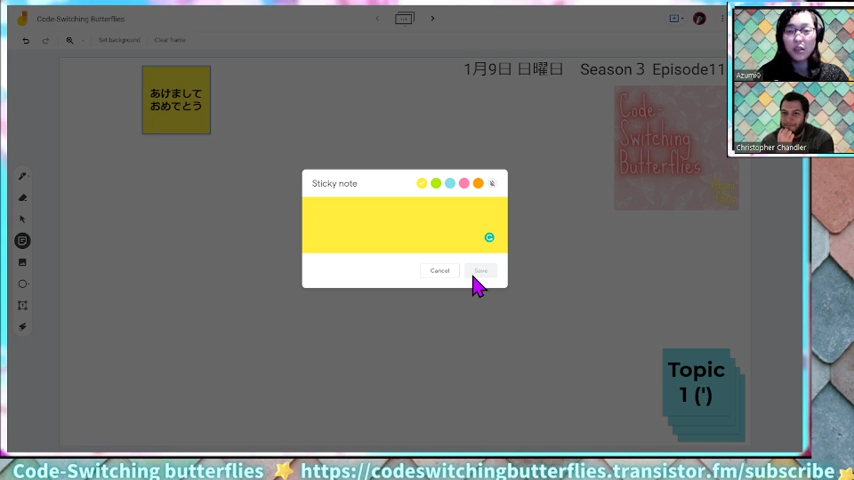 Code-Switching Butterflies
Set background
Clear frame
1月9日 日曜日 Season 3 Episode11
あけまして
おめでとう
Code-
Switching
Butterflies
Sticky note
Cancel
Save
Topic
1 (')
Azumi
Christopher Chandler
Code-Switching butterflies ⭐ https://codeswitchingbutterflies.transistor.fm/subscribe ⭐